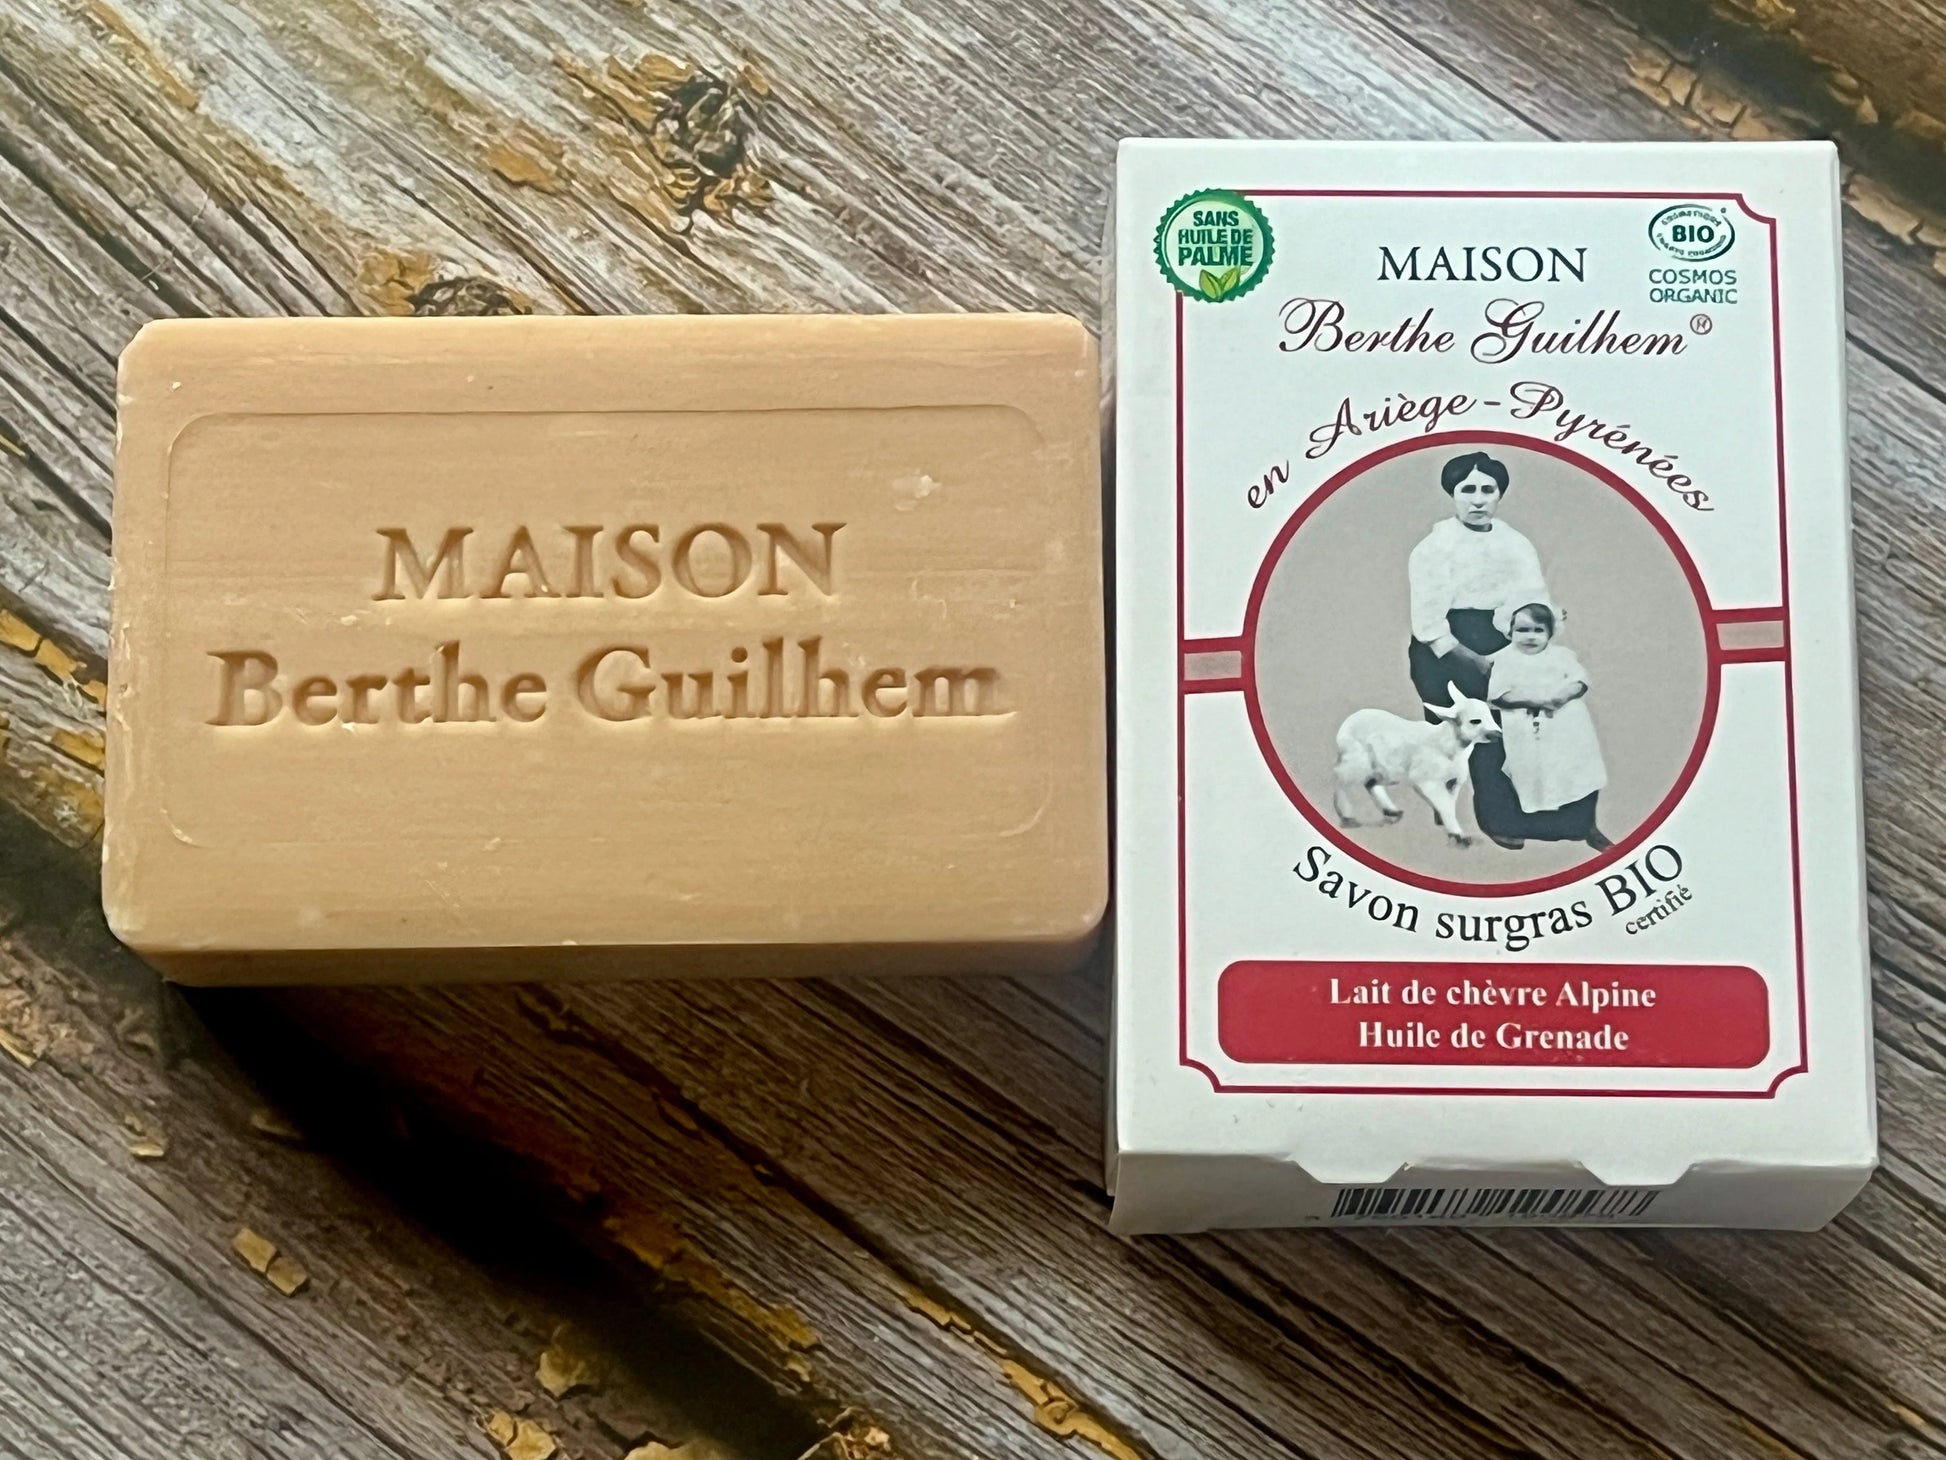 MAISON
Berthe Guilhem
SANS
HUILE DE
PALME
BIO
COSMOS
ORGANIC
MAISON
Berthe Guilhem®
en Ariège-Pyrénées
Savon surgras BIO
certifié
Lait de chèvre Alpine
Huile de Grenade